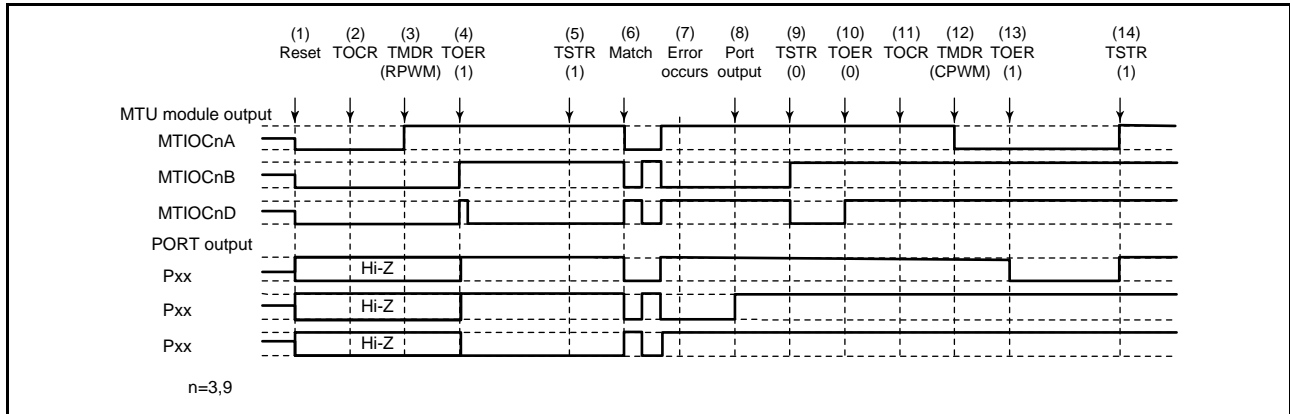 (1) (2) (3) (4) (5) (6) (7) (8) (9) (10) (11) (12) (13) (14)
Reset TOCR TMDR TOER TSTR Match Error Port TSTR TOER TOCR TMDR TOER TSTR
(RPWM) (1) (1) occurs output (0) (0) (CPWM) (1) (1)
MTU module output
MTIOCnA
MTIOCnB
MTIOCnD
PORT output
Pxx Hi-Z
Pxx Hi-Z
Pxx Hi-Z
n=3,9